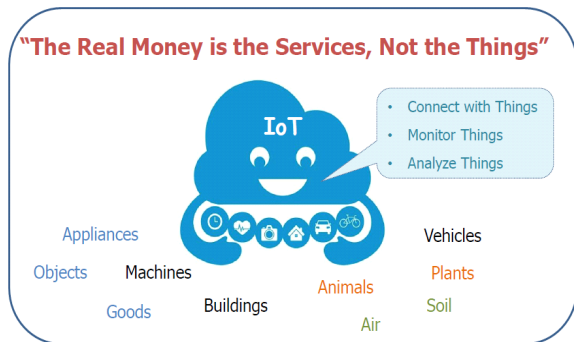 “The Real Money is the Services, Not the Things”
IoT
• Connect with Things
• Monitor Things
• Analyze Things
Appliances
Vehicles
Objects
Machines
Animals
Plants
Goods
Buildings
Soil
Air